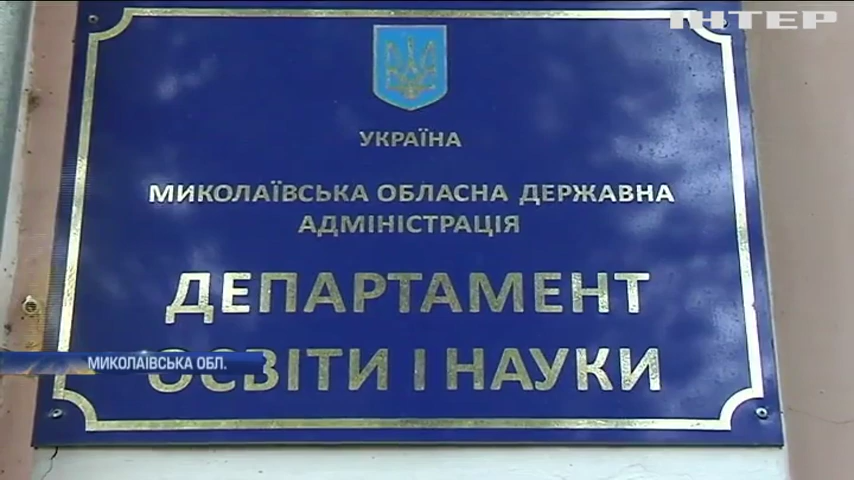 ІНТЕР
УКРАЇНА
МИКОЛАЇВСЬКА ОБЛАСНА ДЕРЖАВНА
АДМІНІСТРАЦІЯ
ДЕПАРТАМЕНТ
ОСВІТИ І НАУКИ
МИКОЛАЇВСЬКА ОБЛ.